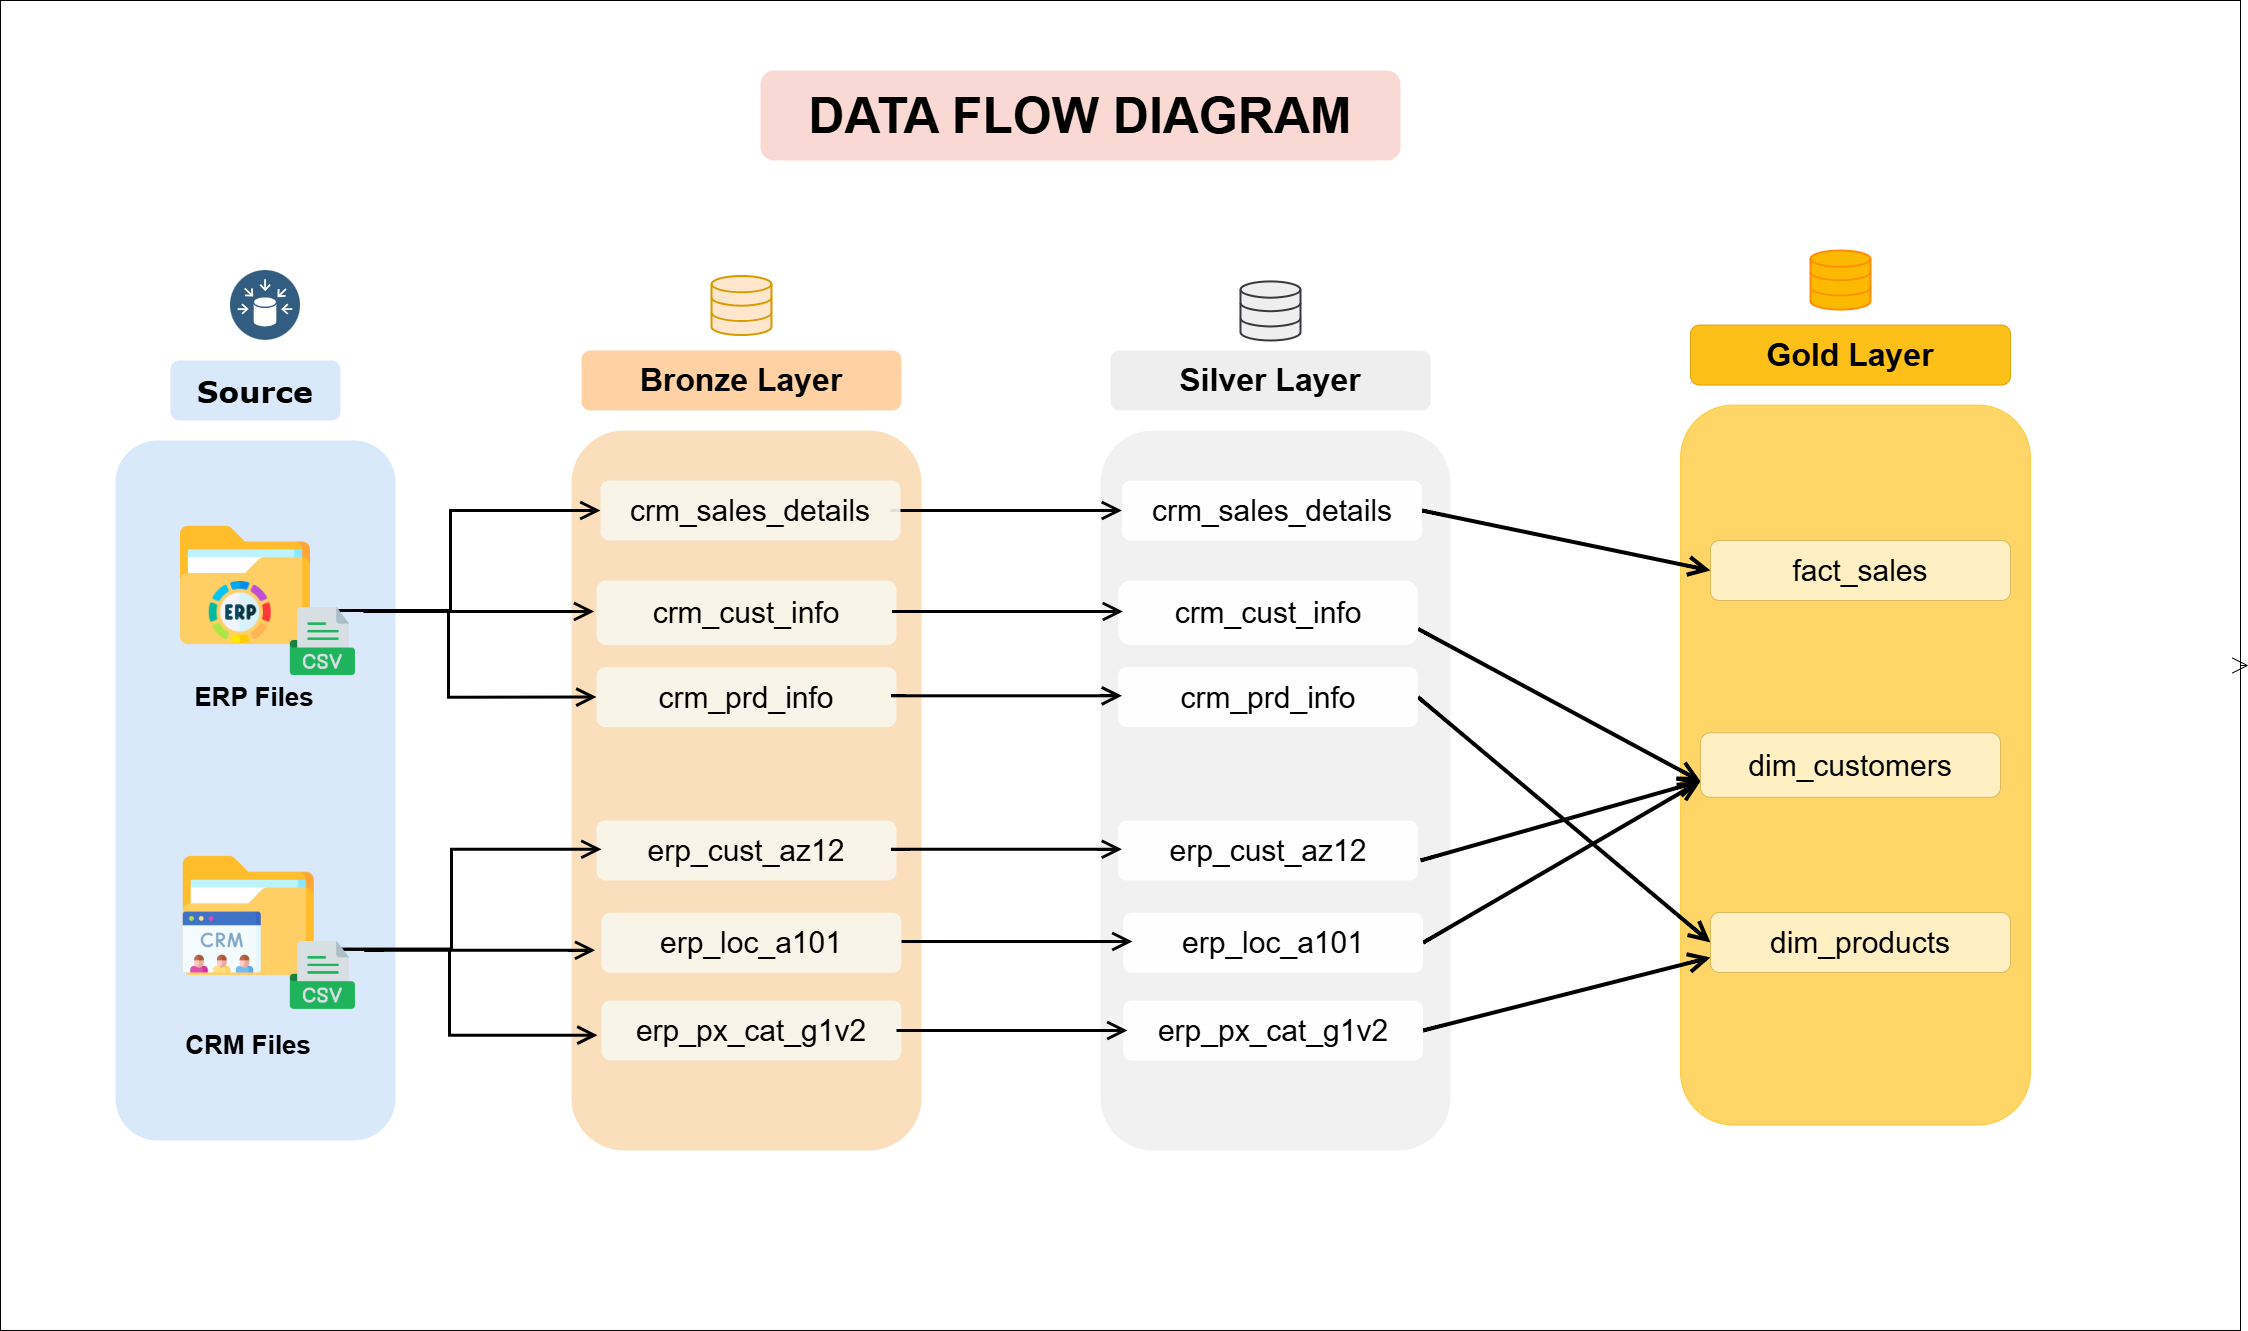 DATA FLOW DIAGRAM
Source
ERP
CSV
ERP Files
CRM
CSV
CRM Files
Bronze Layer
crm_sales_details
crm_cust_info
crm_prd_info
erp_cust_az12
erp_loc_a101
erp_px_cat_g1v2
Silver Layer
crm_sales_details
crm_cust_info
crm_prd_info
erp_cust_az12
erp_loc_a101
erp_px_cat_g1v2
Gold Layer
fact_sales
dim_customers
dim_products